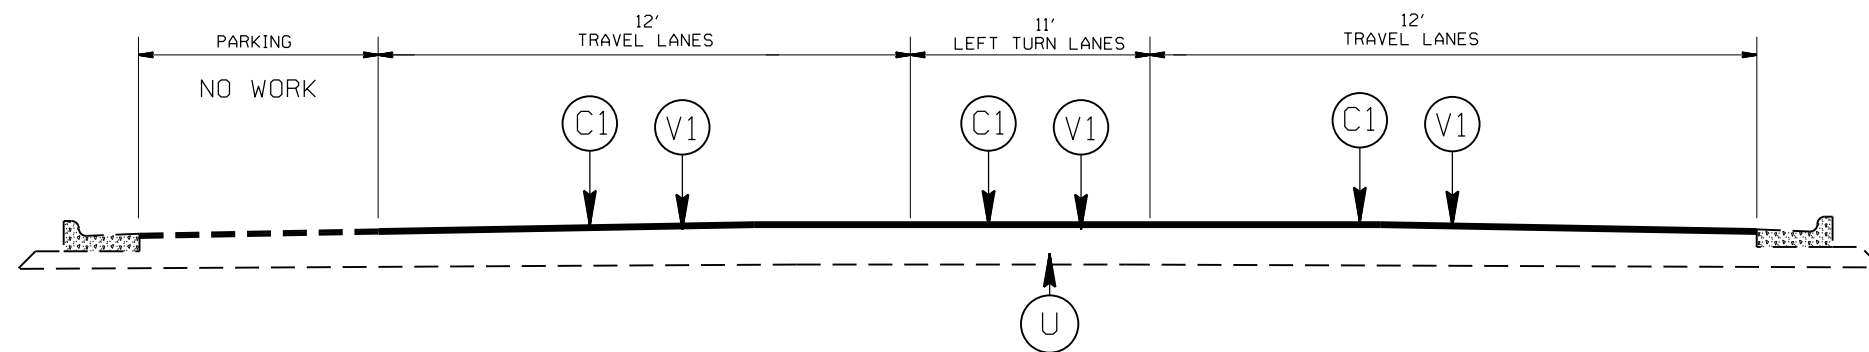 PARKING
NO WORK
12'
TRAVEL LANES
11'
LEFT TURN LANES
12'
TRAVEL LANES
C1
V1
C1
V1
C1
V1
U